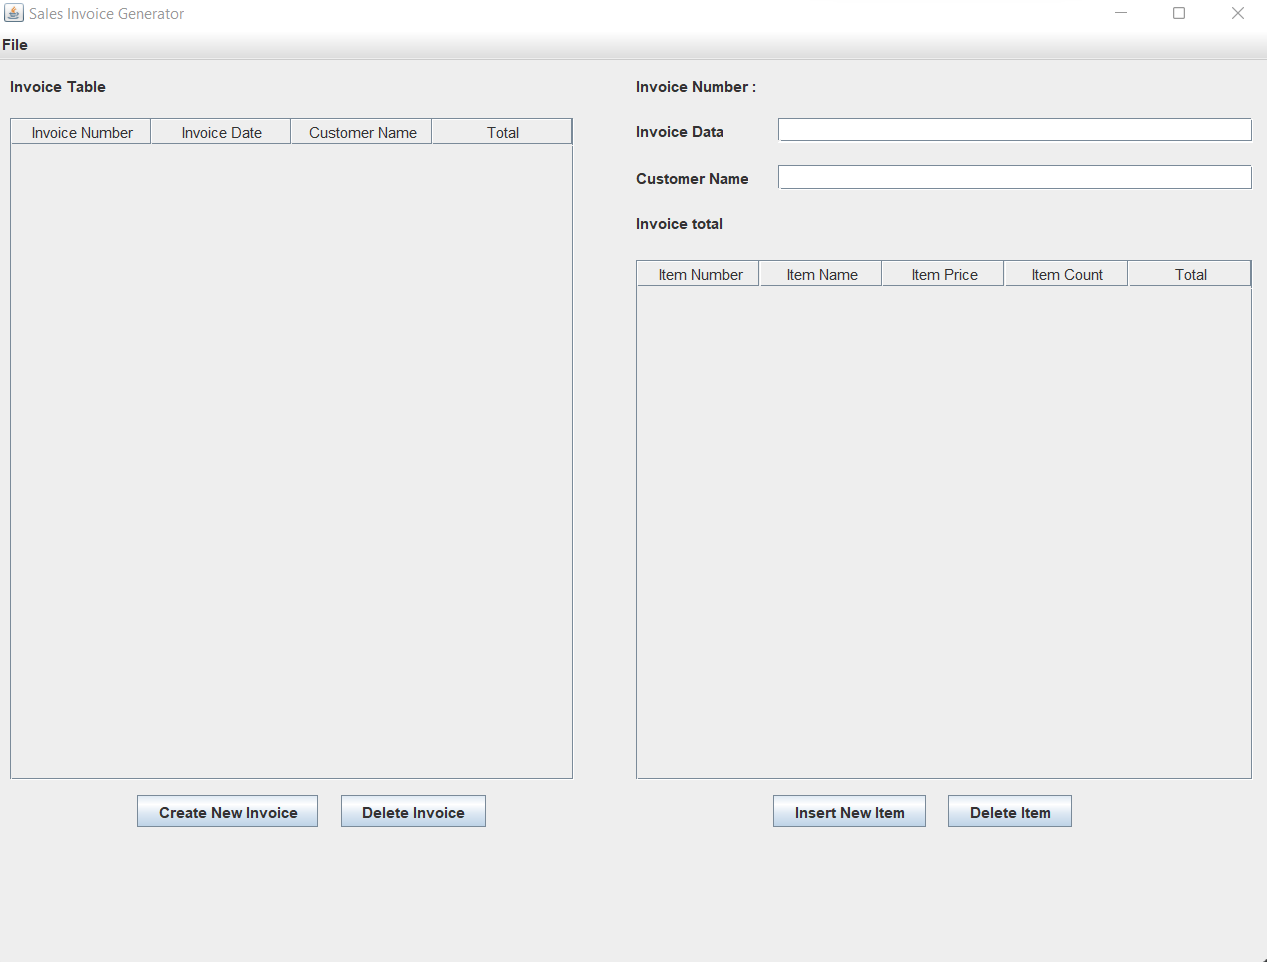 Sales Invoice Generator
File
Invoice Table
Invoice Number Invoice Date Customer Name Total
Create New Invoice Delete Invoice
Invoice Number :
Invoice Data
Customer Name
Invoice total
Item Number Item Name Item Price Item Count Total
Insert New Item Delete Item